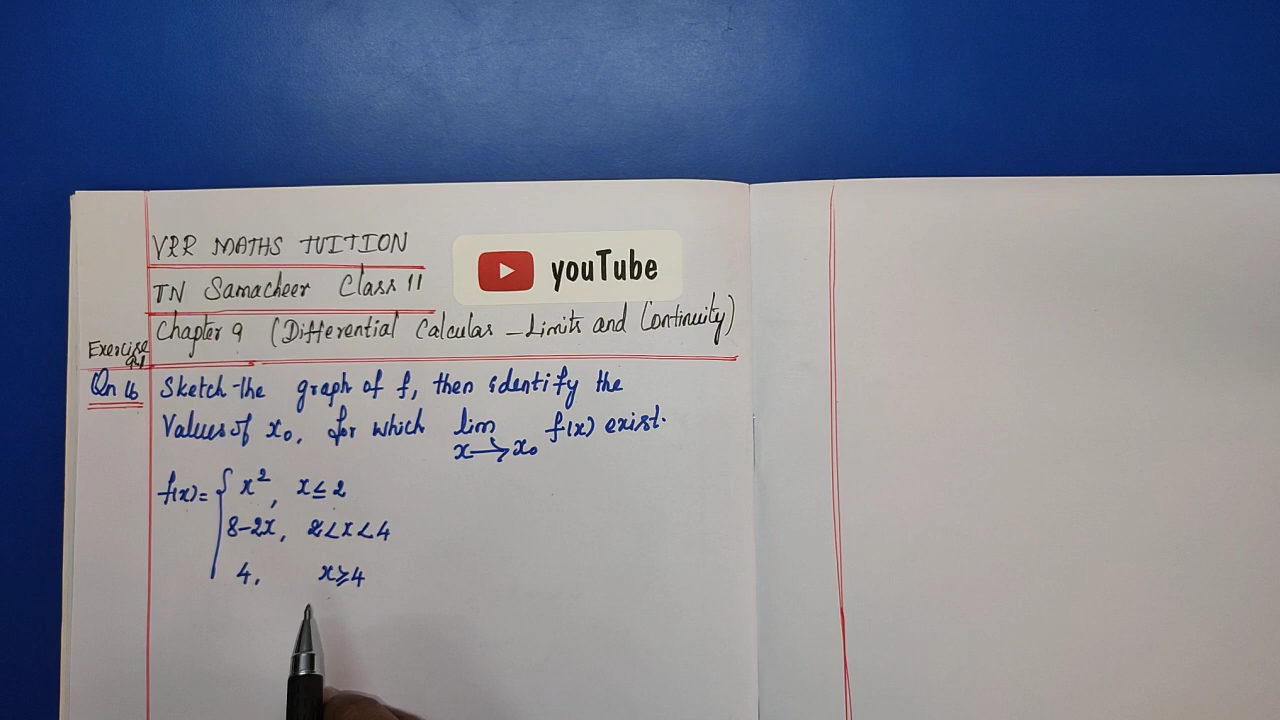 VRR MATHS TUITION
youTube
TN Samacheer Class 11
Chapter 9 (Differential Calculas - Limits and Continuity)
Exercise 9.1
Qn 16 Sketch the graph of f, then identify the
Values of x₀, for which lim x→x₀ f(x) exist.
f(x) = { x², x ≤ 2
8-2x, 2<x<4
4, x ≥ 4